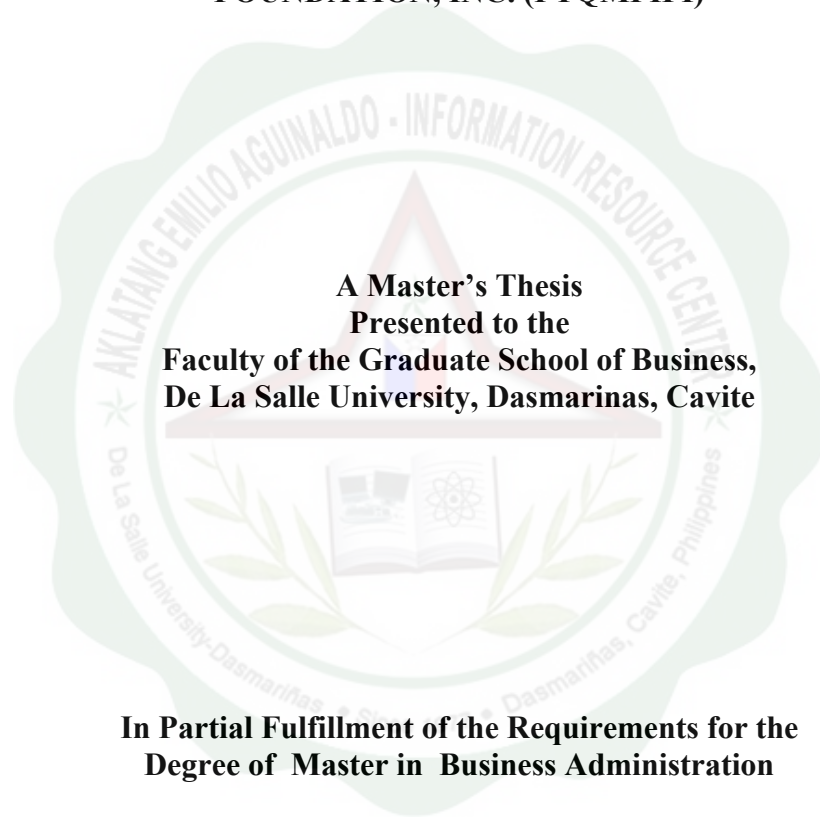 FOUNDATION, INC.
AKLATANG EMILIO AGUINALDO - INFORMATION RESOURCE CENTER
A Master’s Thesis
Presented to the
Faculty of the Graduate School of Business,
De La Salle University, Dasmarinas, Cavite
De La Salle University-Dasmariñas • Dasmariñas, Cavite, Philippines
In Partial Fulfillment of the Requirements for the
Degree of Master in Business Administration